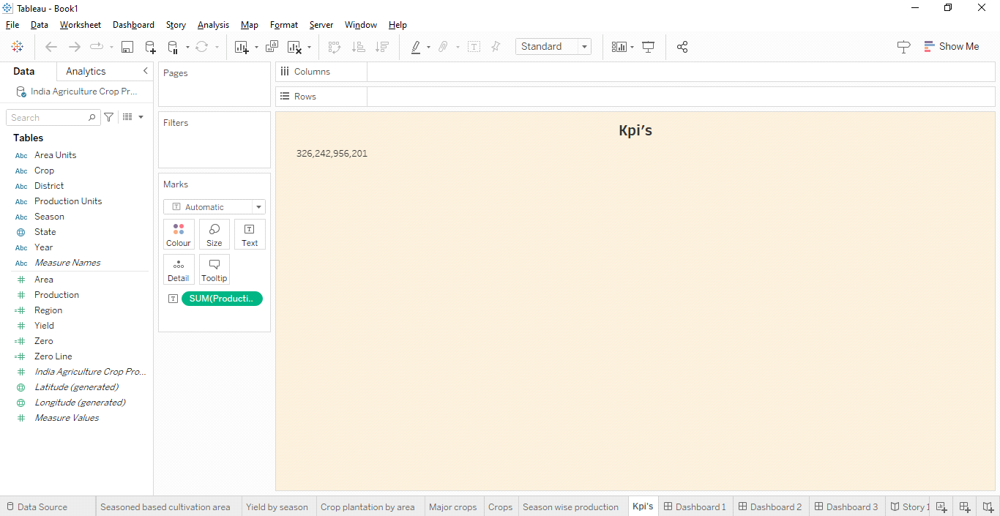 Tableau - Book1
File Data Worksheet Dashboard Story Analysis Map Format Server Window Help
Standard
Show Me
Data Analytics
India Agriculture Crop Pr...
Search
Tables
Abc Area Units
Abc Crop
Abc District
Abc Production Units
Abc Season
State
Abc Year
Abc Measure Names
Area
Production
Region
Yield
Zero
Zero Line
India Agriculture Crop Pro...
Latitude (generated)
Longitude (generated)
Measure Values
Pages
Filters
Marks
T Automatic
Colour Size Text
Detail Tooltip
T SUM(Producti..
Columns
Rows
Kpi's
326,242,956,201
Data Source Seasoned based cultivation area Yield by season Crop plantation by area Major crops Crops Season wise production Kpi's Dashboard 1 Dashboard 2 Dashboard 3 Story 1